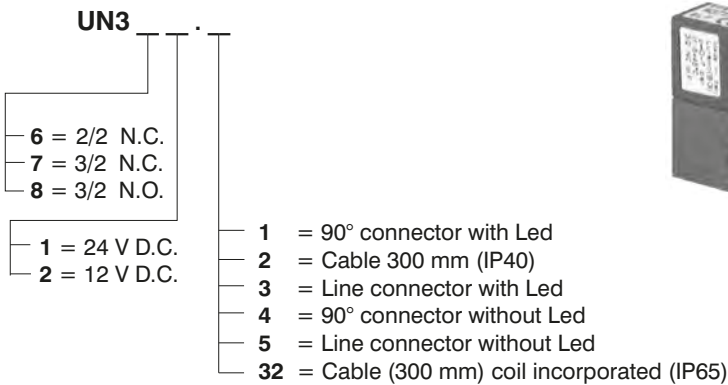 UN3 _ _ . _
6 = 2/2 N.C.
7 = 3/2 N.C.
8 = 3/2 N.O.
1 = 24 V D.C.
2 = 12 V D.C.
1 = 90° connector with Led
2 = Cable 300 mm (IP40)
3 = Line connector with Led
4 = 90° connector without Led
5 = Line connector without Led
32 = Cable (300 mm) coil incorporated (IP65)